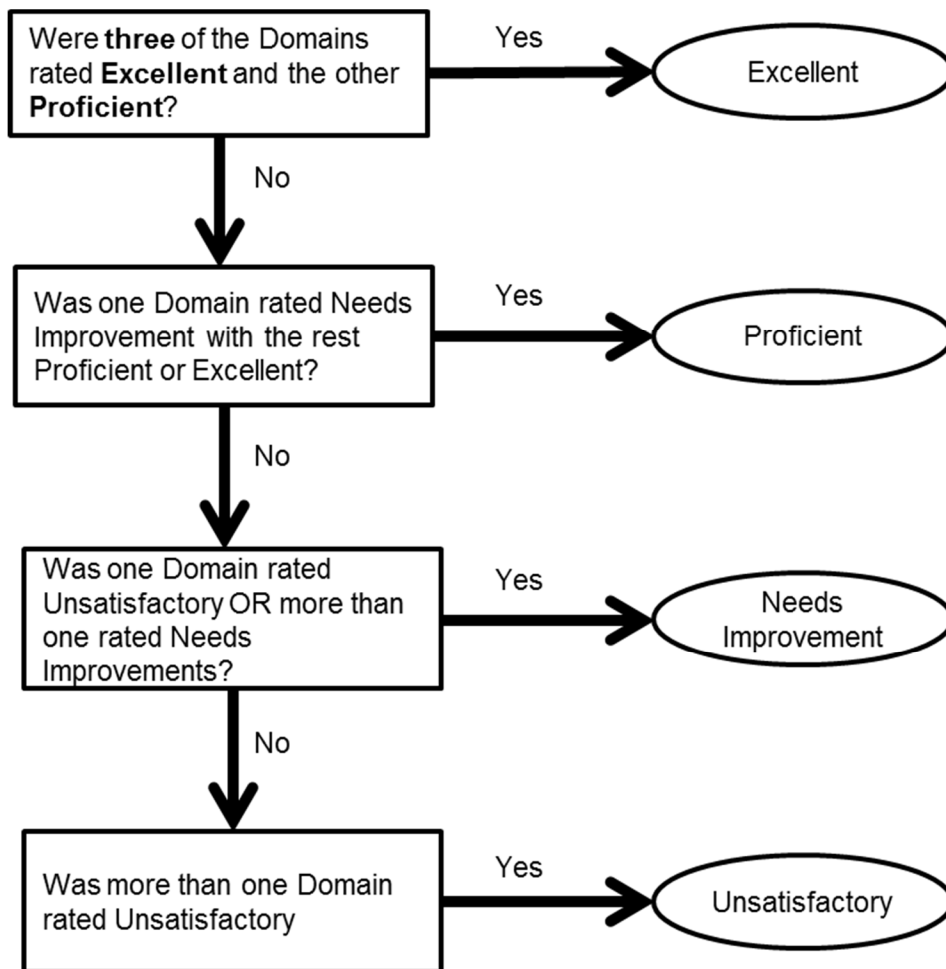 Were three of the Domains
rated Excellent and the other
Proficient?
Yes
Excellent
No
Was one Domain rated Needs
Improvement with the rest
Proficient or Excellent?
Yes
Proficient
No
Was one Domain rated
Unsatisfactory OR more than
one rated Needs
Improvements?
Yes
Needs
Improvement
No
Was more than one Domain
rated Unsatisfactory
Yes
Unsatisfactory